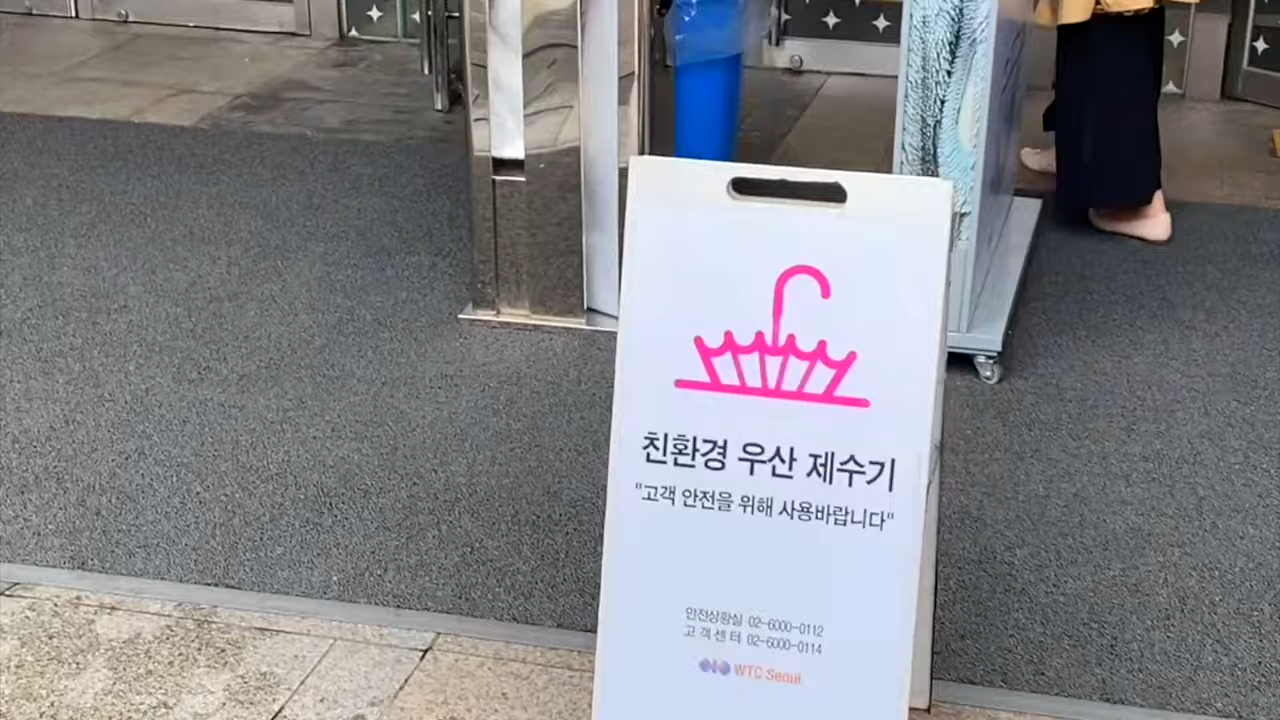 친환경 우산 제수기
"고객 안전을 위해 사용바랍니다"
안전상황실 02-6000-0112
고객센터 02-6000-0114
WTC Seoul